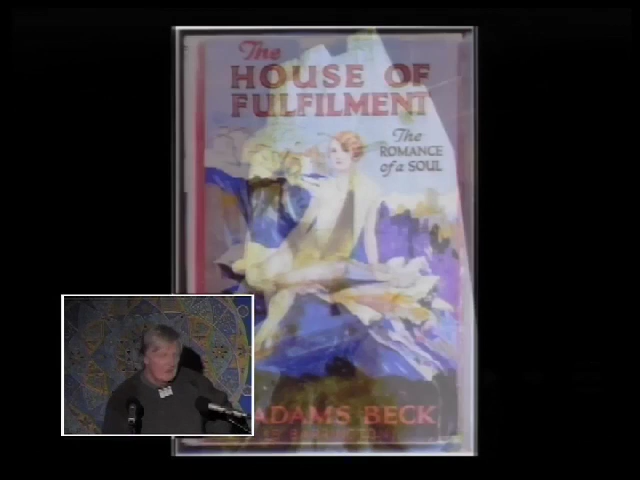 The
HOUSE OF
FULFILMENT
The
ROMANCE
of a SOUL
ADAMS BECK